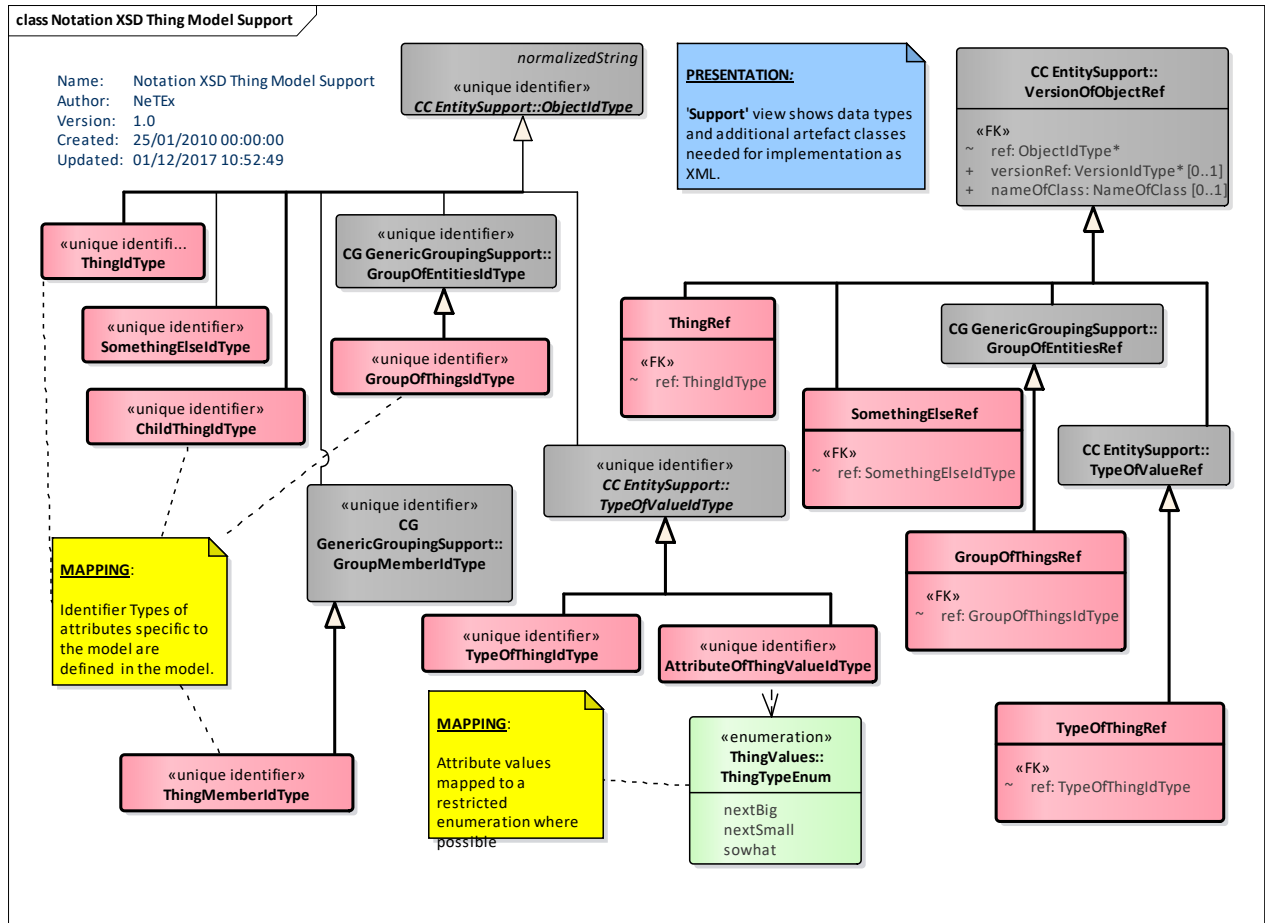 class Notation XSD Thing Model Support
Name: Notation XSD Thing Model Support
Author: NeTEx
Version: 1.0
Created: 25/01/2010 00:00:00
Updated: 01/12/2017 10:52:49
normalizedString
«unique identifier»
CC EntitySupport::ObjectIdType
PRESENTATION:
'Support' view shows data types
and additional artefact classes
needed for implementation as
XML.
CC EntitySupport::
VersionOfObjectRef
«FK»
~ ref: ObjectIdType*
+ versionRef: VersionIdType* [0..1]
+ nameOfClass: NameOfClass [0..1]
«unique identifi...
ThingIdType
«unique identifier»
CG GenericGroupingSupport::
GroupOfEntitiesIdType
«unique identifier»
SomethingElseIdType
«unique identifier»
GroupOfThingsIdType
«unique identifier»
ChildThingIdType
ThingRef
«FK»
~ ref: ThingIdType
CG GenericGroupingSupport::
GroupOfEntitiesRef
SomethingElseRef
«FK»
~ ref: SomethingElseIdType
CC EntitySupport::
TypeOfValueRef
«unique identifier»
CC EntitySupport::
TypeOfValueIdType
«unique identifier»
CG
GenericGroupingSupport::
GroupMemberIdType
MAPPING:
Identifier Types of
attributes specific to
the model are
defined in the model.
GroupOfThingsRef
«FK»
~ ref: GroupOfThingsIdType
«unique identifier»
TypeOfThingIdType
«unique identifier»
AttributeOfThingValueIdType
MAPPING:
Attribute values
mapped to a
restricted
enumeration where
possible
«enumeration»
ThingValues::
ThingTypeEnum
nextBig
nextSmall
sowhat
TypeOfThingRef
«FK»
~ ref: TypeOfThingIdType
«unique identifier»
ThingMemberIdType